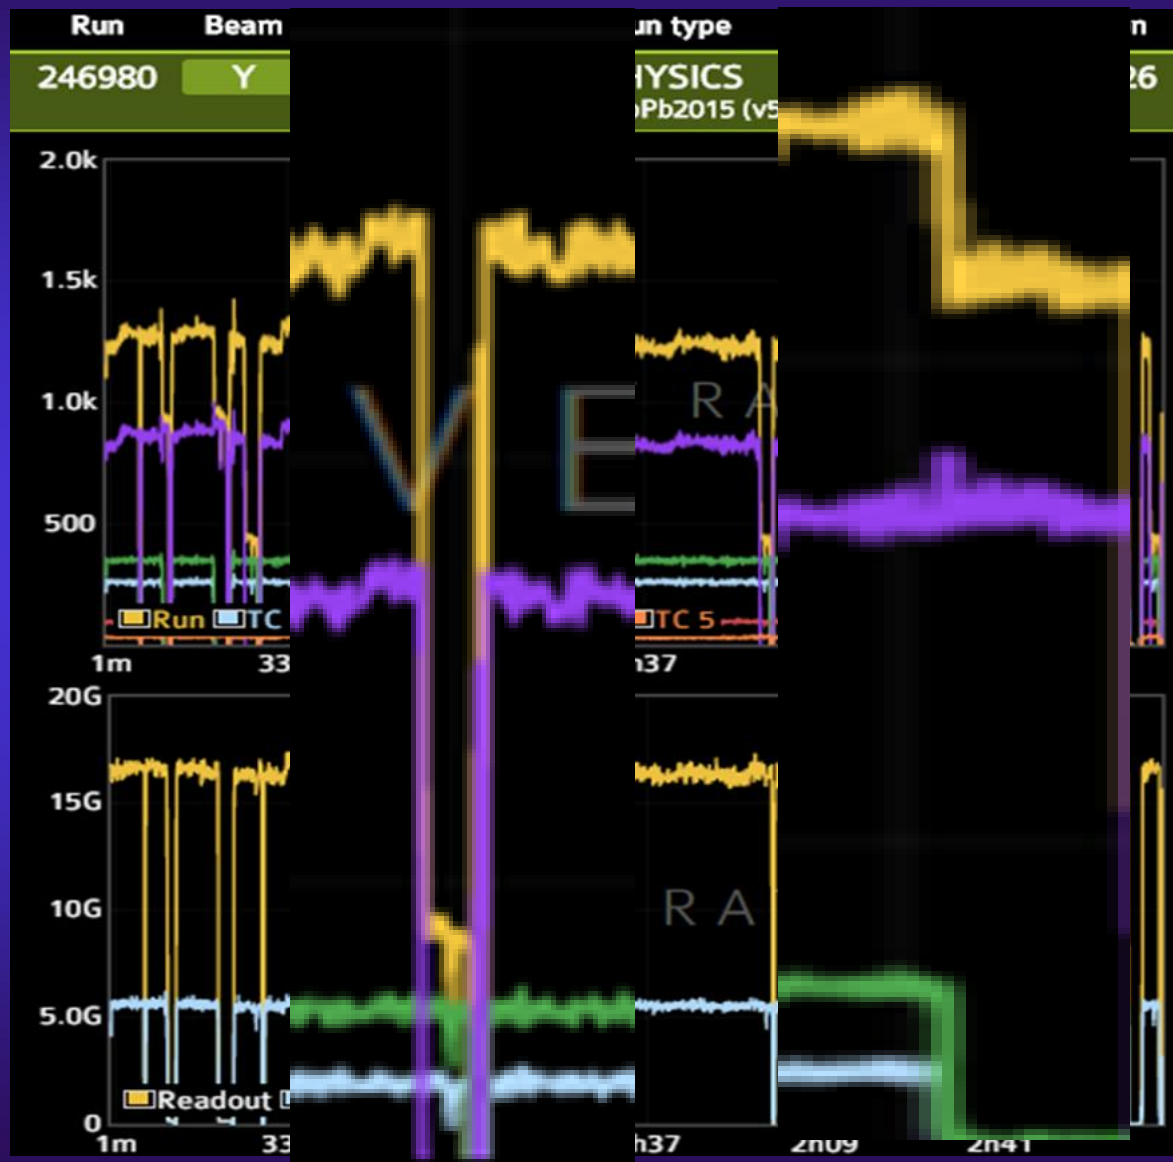 Run Beam un type n
246980 Y HYSICS 26
pPb2015 (v5
2.0k
1.5k
V E R A
1.0k
500
Run TC TC 5
1m 33 h37
20G
15G
10G R A
5.0G
Readout
0
1m 33 h37 2h09 2h41